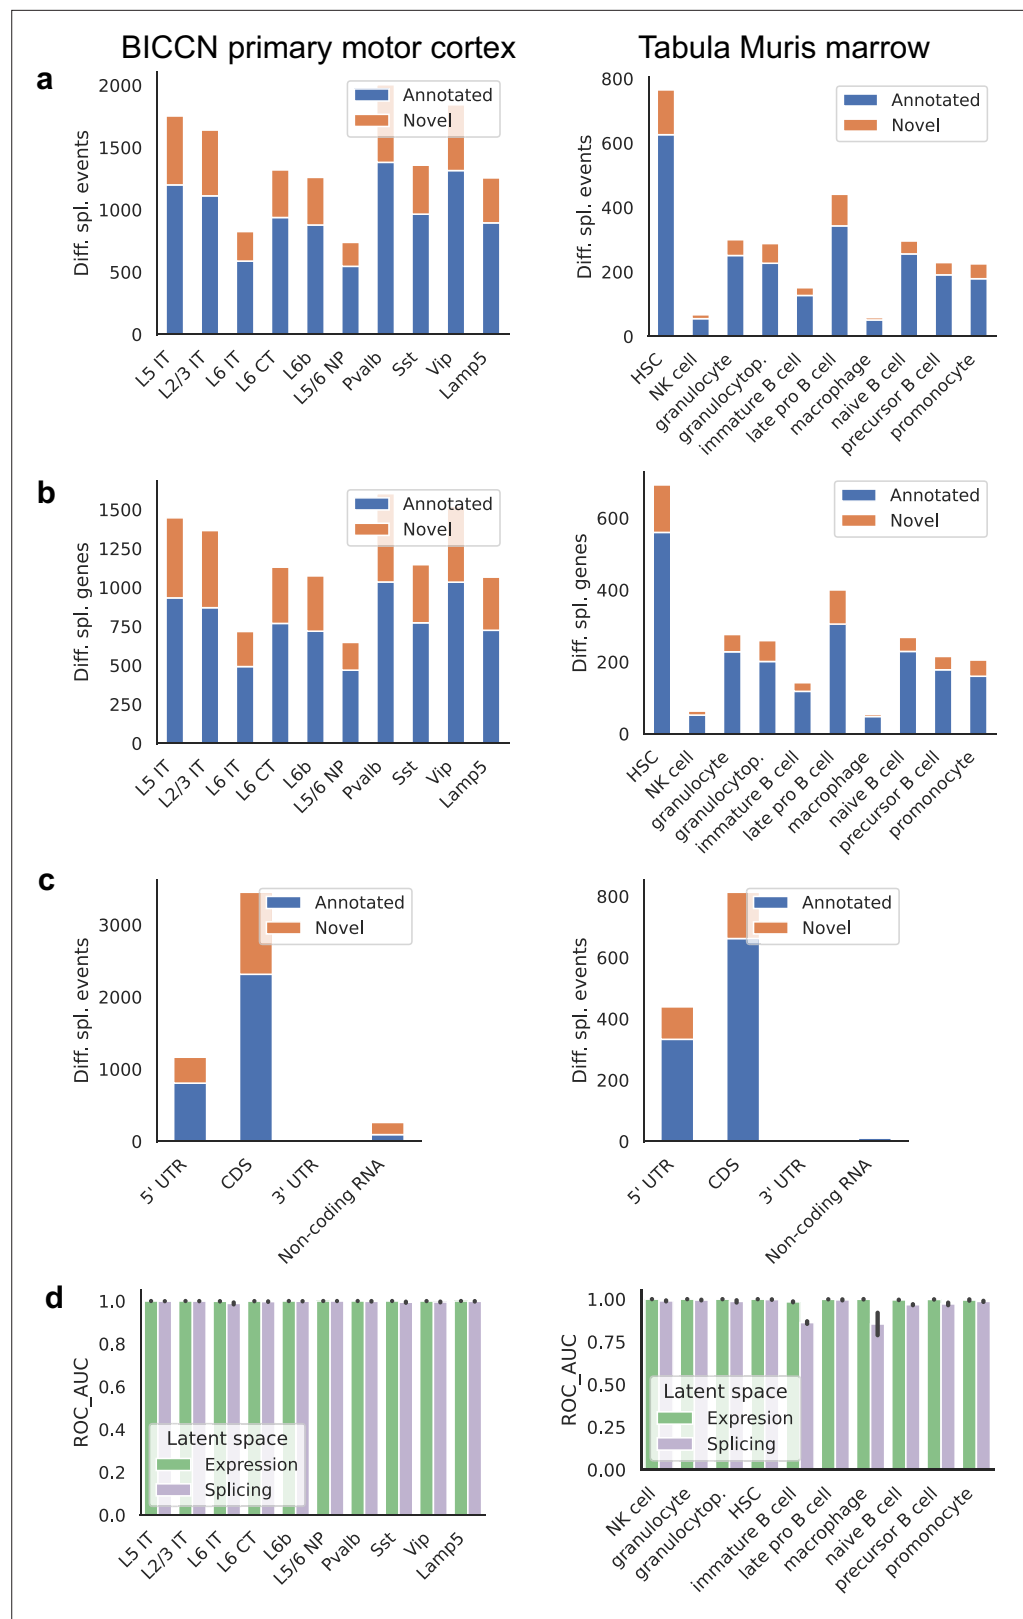 BICCN primary motor cortex
Tabula Muris marrow
a
Diff. spl. events
2000
1500
1000
500
0
Annotated
Novel
L5 IT
L2/3 IT
L6 IT
L6 CT
L6b
L5/6 NP
Pvalb
Sst
Vip
Lamp5
Diff. spl. events
800
600
400
200
0
Annotated
Novel
HSC
NK cell
granulocyte
granulocytop.
immature B cell
late pro B cell
macrophage
naive B cell
precursor B cell
promonocyte
b
Diff. spl. genes
1500
1250
1000
750
500
250
0
Annotated
Novel
L5 IT
L2/3 IT
L6 IT
L6 CT
L6b
L5/6 NP
Pvalb
Sst
Vip
Lamp5
Diff. spl. genes
600
400
200
0
Annotated
Novel
HSC
NK cell
granulocyte
granulocytop.
immature B cell
late pro B cell
macrophage
naive B cell
precursor B cell
promonocyte
c
Diff. spl. events
3000
2000
1000
0
Annotated
Novel
5' UTR
CDS
3' UTR
Non-coding RNA
Diff. spl. events
800
600
400
200
0
Annotated
Novel
5' UTR
CDS
3' UTR
Non-coding RNA
d
ROC_AUC
1.0
0.8
0.6
0.4
0.2
0.0
Latent space
Expression
Splicing
L5 IT
L2/3 IT
L6 IT
L6 CT
L6b
L5/6 NP
Pvalb
Sst
Vip
Lamp5
ROC_AUC
1.00
0.75
0.50
0.25
0.00
Latent space
Expresion
Splicing
NK cell
granulocyte
granulocytop.
HSC
immature B cell
late pro B cell
macrophage
naive B cell
precursor B cell
promonocyte